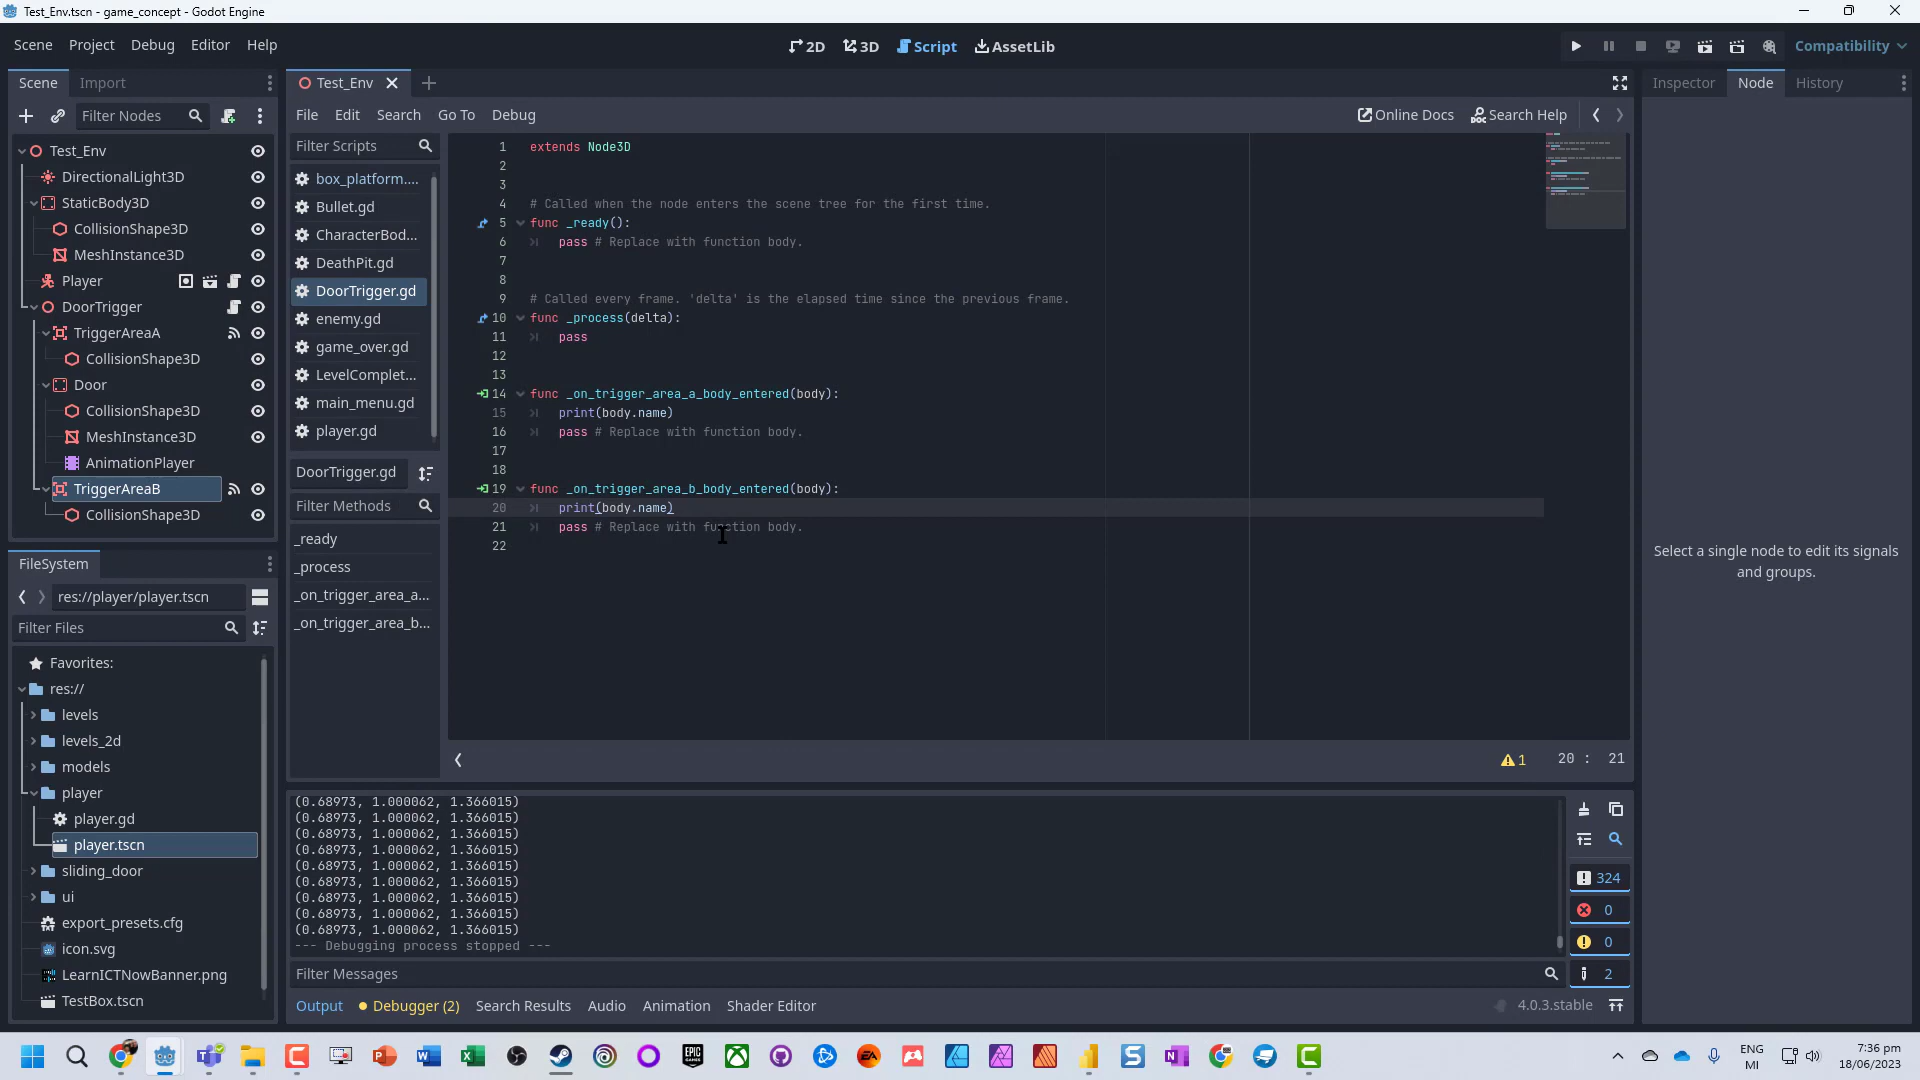 Test_Env.tscn - game_concept - Godot Engine
Scene Project Debug Editor Help
2D 3D Script AssetLib
Compatibility
Scene Import
Filter Nodes
Test_Env
DirectionalLight3D
StaticBody3D
CollisionShape3D
MeshInstance3D
Player
DoorTrigger
TriggerAreaA
CollisionShape3D
Door
CollisionShape3D
MeshInstance3D
AnimationPlayer
TriggerAreaB
CollisionShape3D
FileSystem
res://player/player.tscn
Filter Files
Favorites:
res://
levels
levels_2d
models
player
player.gd
player.tscn
sliding_door
ui
export_presets.cfg
icon.svg
LearnICTNowBanner.png
TestBox.tscn
Test_Env
File Edit Search Go To Debug
Online Docs Search Help
Filter Scripts
box_platform....
Bullet.gd
CharacterBod...
DeathPit.gd
DoorTrigger.gd
enemy.gd
game_over.gd
LevelComplet...
main_menu.gd
player.gd
DoorTrigger.gd
Filter Methods
_ready
_process
_on_trigger_area_a...
_on_trigger_area_b...
1 extends Node3D
2
3
4 # Called when the node enters the scene tree for the first time.
5 func _ready():
6 pass # Replace with function body.
7
8
9 # Called every frame. 'delta' is the elapsed time since the previous frame.
10 func _process(delta):
11 pass
12
13
14 func _on_trigger_area_a_body_entered(body):
15 print(body.name)
16 pass # Replace with function body.
17
18
19 func _on_trigger_area_b_body_entered(body):
20 print(body.name)
21 pass # Replace with function body.
22
1 20 : 21
(0.68973, 1.000062, 1.366015)
(0.68973, 1.000062, 1.366015)
(0.68973, 1.000062, 1.366015)
(0.68973, 1.000062, 1.366015)
(0.68973, 1.000062, 1.366015)
(0.68973, 1.000062, 1.366015)
(0.68973, 1.000062, 1.366015)
(0.68973, 1.000062, 1.366015)
(0.68973, 1.000062, 1.366015)
--- Debugging process stopped ---
Filter Messages
324
0
0
2
Output Debugger (2) Search Results Audio Animation Shader Editor
4.0.3.stable
Inspector Node History
Select a single node to edit its signals
and groups.
ENG
MI
7:36 pm
18/06/2023